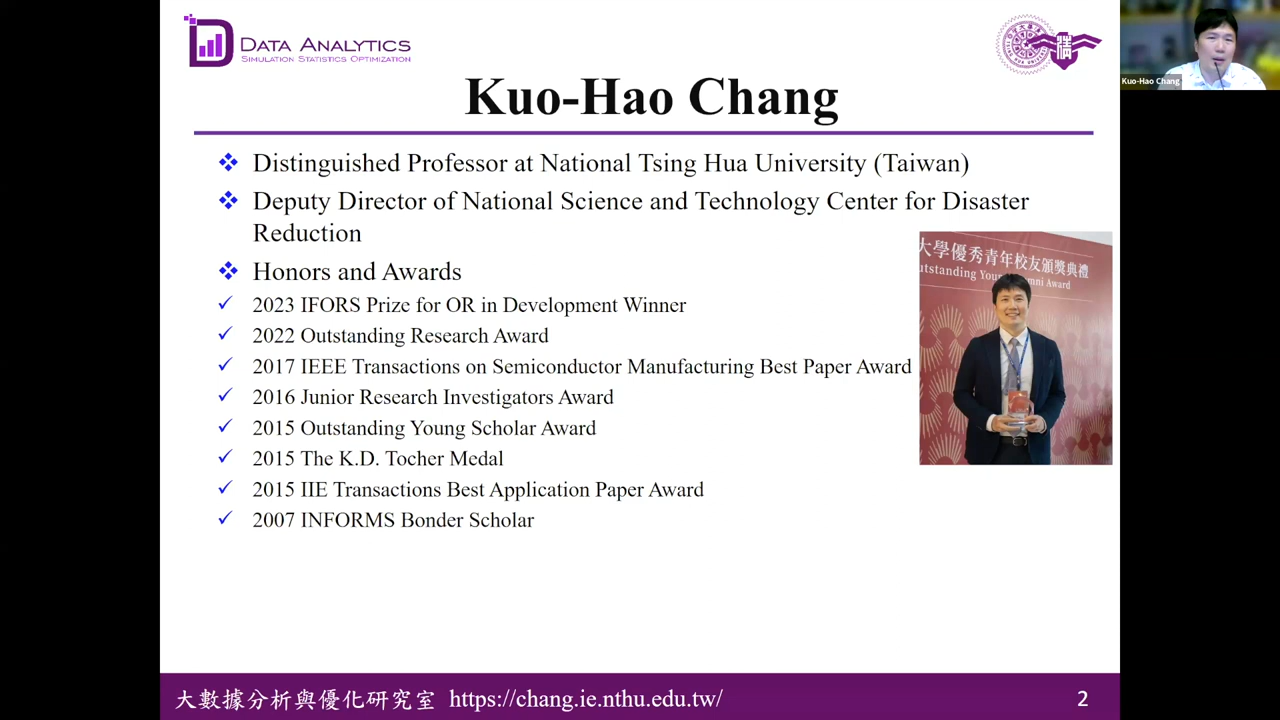 DATA ANALYTICS
SIMULATION STATISTICS OPTIMIZATION
Kuo-Hao Chang
Kuo-Hao Chang
Distinguished Professor at National Tsing Hua University (Taiwan)
Deputy Director of National Science and Technology Center for Disaster
Reduction
Honors and Awards
2023 IFORS Prize for OR in Development Winner
2022 Outstanding Research Award
2017 IEEE Transactions on Semiconductor Manufacturing Best Paper Award
2016 Junior Research Investigators Award
2015 Outstanding Young Scholar Award
2015 The K.D. Tocher Medal
2015 IIE Transactions Best Application Paper Award
2007 INFORMS Bonder Scholar
大學優秀青年校友頒獎典禮
utstanding You mni Award
大數據分析與優化研究室 https://chang.ie.nthu.edu.tw/
2